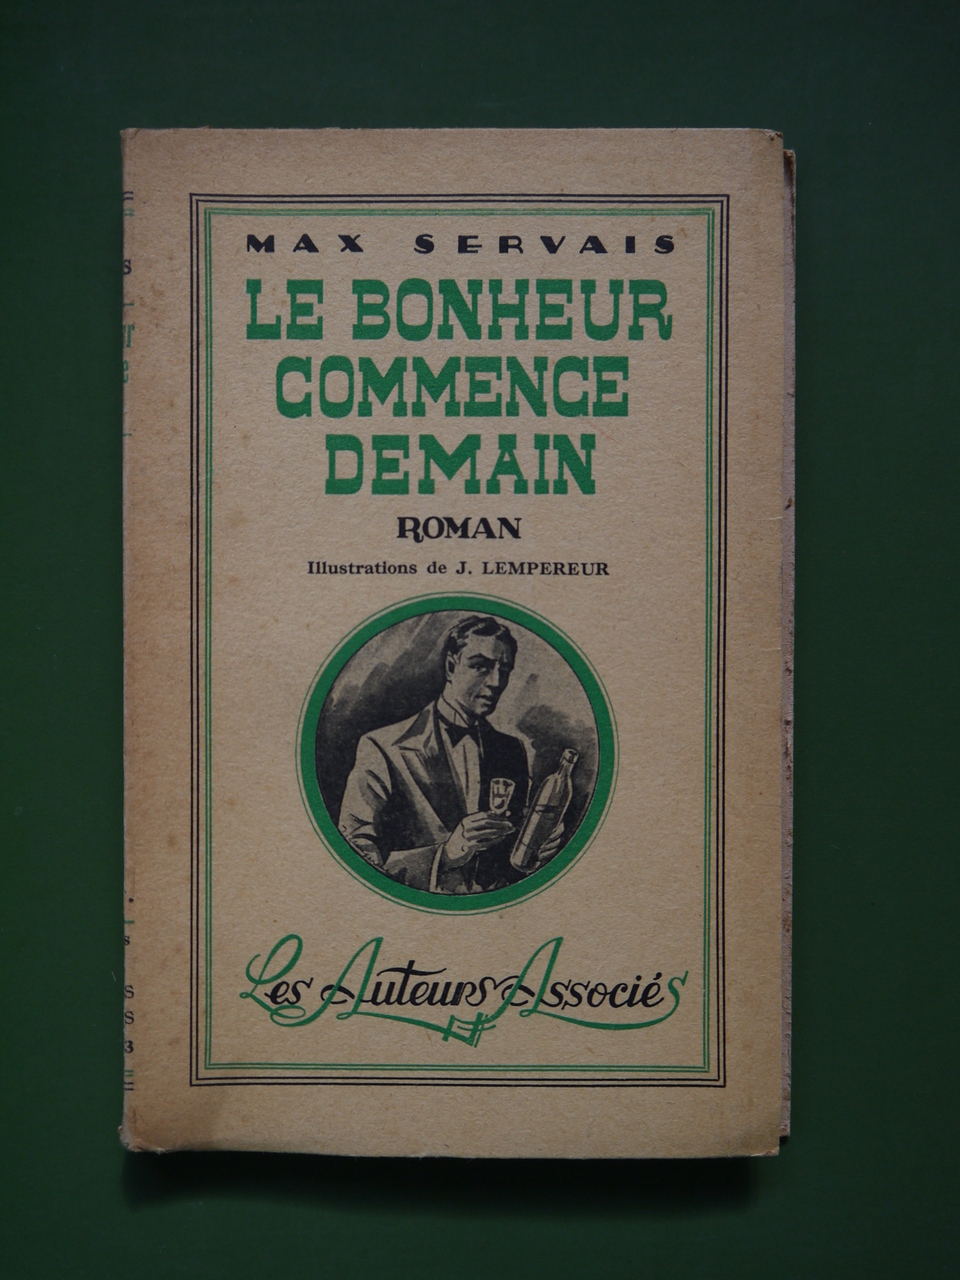 MAX SERVAIS
LE BONHEUR
COMMENCE
DEMAIN
ROMAN
Illustrations de J. LEMPEREUR
Les Auteurs Associés